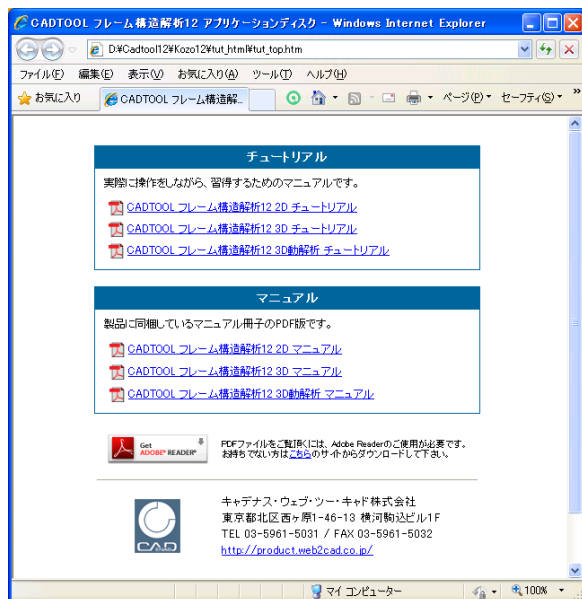 CADTOOL フレーム構造解析12 アプリケーションディスク - Windows Internet Explorer
D:¥Cadtool12¥Kozo12¥tut_html¥tut_top.htm
ファイル(F) 編集(E) 表示(V) お気に入り(A) ツール(T) ヘルプ(H)
お気に入り CADTOOL フレーム構造解... ページ(P) セーフティ(S) »
チュートリアル
実際に操作をしながら、習得するためのマニュアルです。
CADTOOL フレーム構造解析12 2D チュートリアル
CADTOOL フレーム構造解析12 3D チュートリアル
CADTOOL フレーム構造解析12 3D動解析 チュートリアル
マニュアル
製品に同梱しているマニュアル冊子のPDF版です。
CADTOOL フレーム構造解析12 2D マニュアル
CADTOOL フレーム構造解析12 3D マニュアル
CADTOOL フレーム構造解析12 3D動解析 マニュアル
Get ADOBE® READER®
PDFファイルをご覧頂くには、Adobe Readerのご使用が必要です。
お持ちでない方はこちらのサイトからダウンロードして下さい。
キャデナス・ウェブ・ツー・キャド株式会社
東京都北区西ヶ原1-46-13 横河駒込ビル1F
TEL 03-5961-5031 / FAX 03-5961-5032
http://product.web2cad.co.jp/
CAD
マイ コンピューター 100%